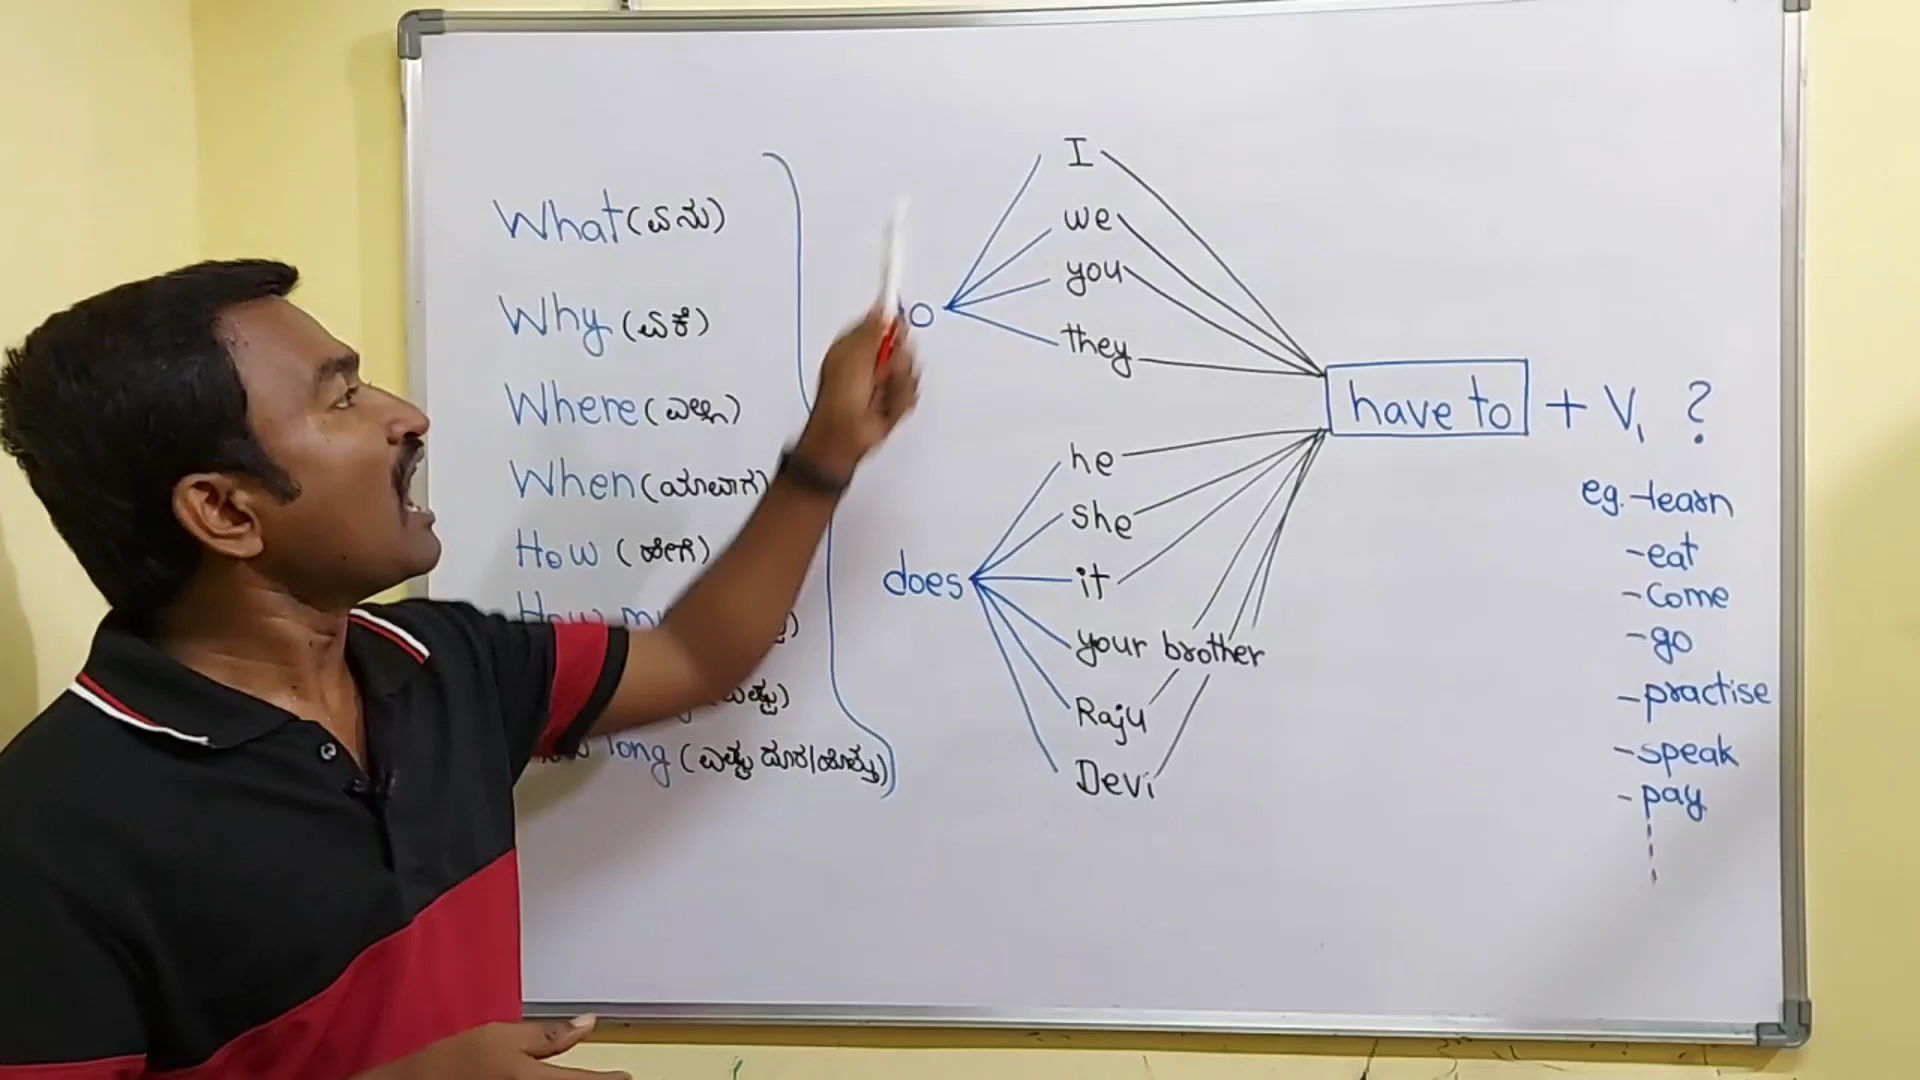 What (ಏನು)
Why (ಏಕೆ)
Where (ಎಲ್ಲಿ)
When (ಯಾವಾಗ)
How (ಹೇಗೆ)
How
long (ಎಷ್ಟು ದೂರ/ಹೊತ್ತು)
I
we
you
they
does
he
she
it
your brother
Raju
Devi
have to + V1 ?
eg. -learn
-eat
-come
-go
-practise
-speak
-pay